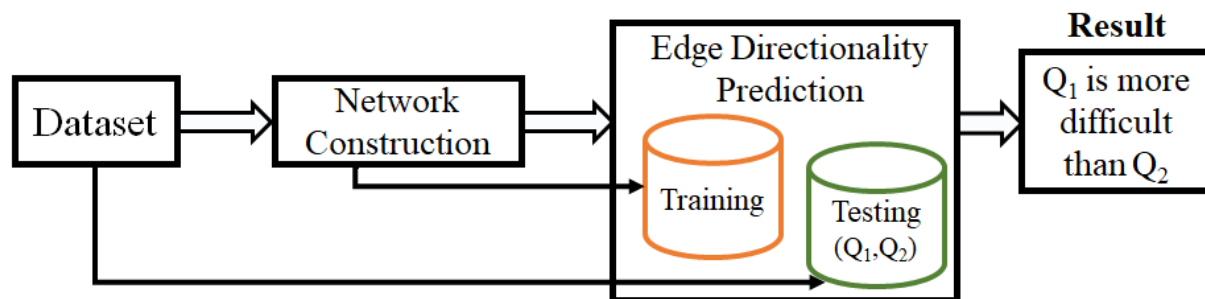 Dataset
Network
Construction
Edge Directionality
Prediction
Training
Testing
(Q₁,Q₂)
Result
Q₁ is more
difficult
than Q₂